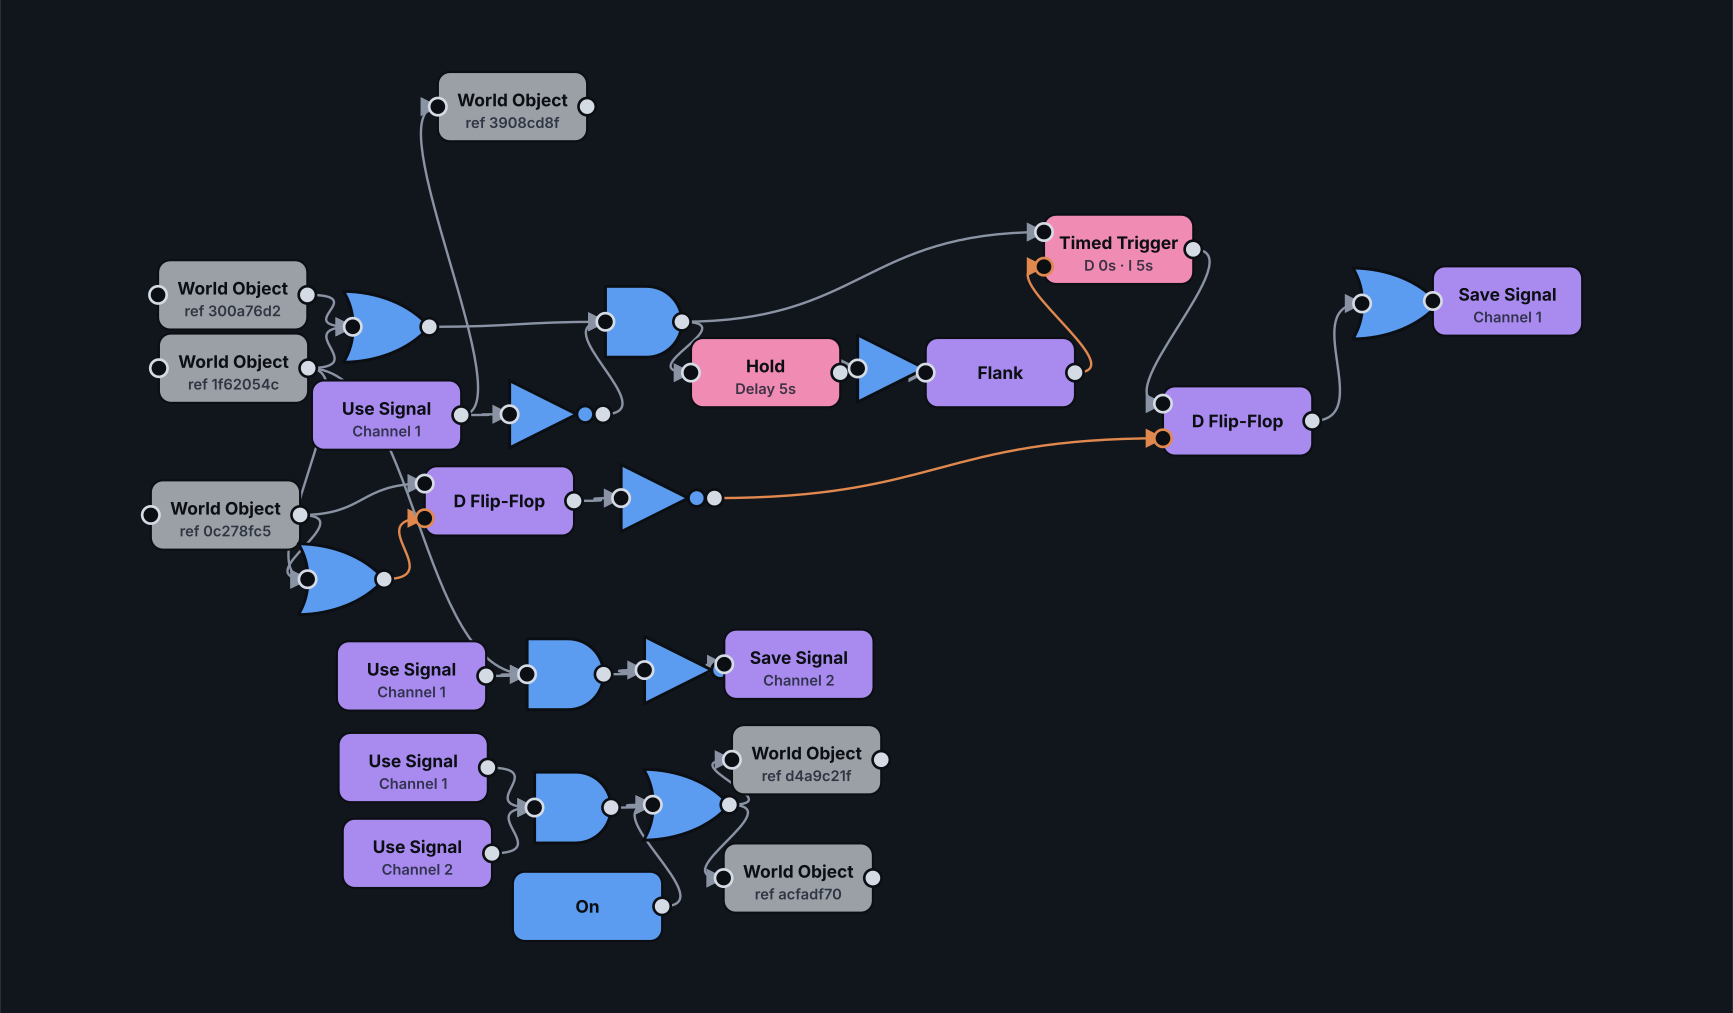 World Object
ref 3908cd8f
Timed Trigger
D 0s · I 5s
World Object
ref 300a76d2
Save Signal
Channel 1
World Object
ref 1f62054c
Hold
Delay 5s
Flank
Use Signal
Channel 1
D Flip-Flop
D Flip-Flop
World Object
ref 0c278fc5
Use Signal
Channel 1
Save Signal
Channel 2
Use Signal
Channel 1
World Object
ref d4a9c21f
Use Signal
Channel 2
World Object
ref acfadf70
On